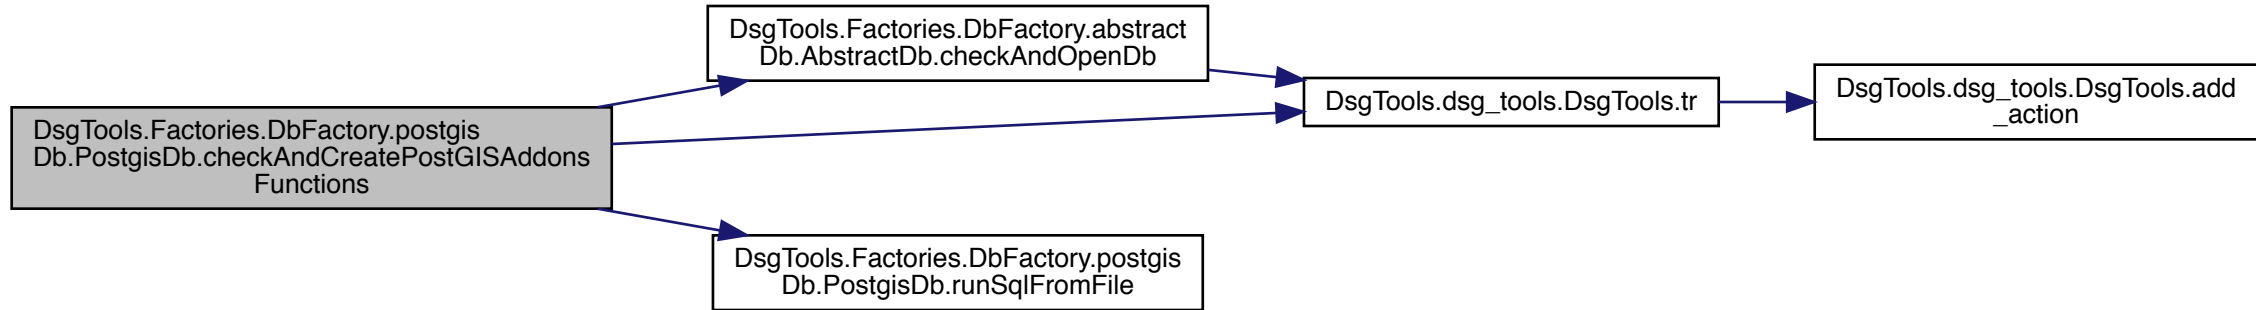 DsgTools.Factories.DbFactory.postgis
Db.PostgisDb.checkAndCreatePostGISAddons
Functions
DsgTools.Factories.DbFactory.abstract
Db.AbstractDb.checkAndOpenDb
DsgTools.dsg_tools.DsgTools.tr
DsgTools.dsg_tools.DsgTools.add
_action
DsgTools.Factories.DbFactory.postgis
Db.PostgisDb.runSqlFromFile